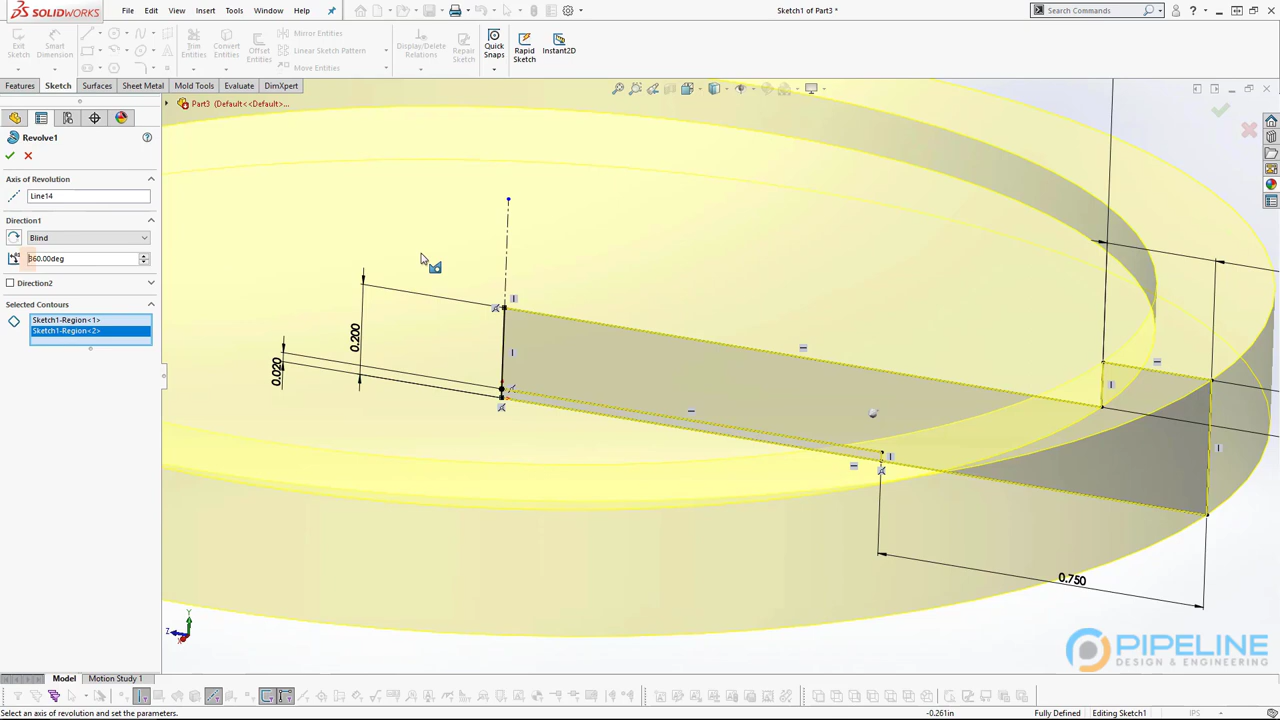 SOLIDWORKS File Edit View Insert Tools Window Help Sketch1 of Part3 * Search Commands
Exit Sketch Smart Dimension Trim Entities Convert Entities Offset Entities Mirror Entities Linear Sketch Pattern Move Entities Display/Delete Relations Repair Sketch Quick Snaps Rapid Sketch Instant2D
Features Sketch Surfaces Sheet Metal Mold Tools Evaluate DimXpert
Part3 (Default<<Default>...
Revolve1
Axis of Revolution
Line14
Direction1
Blind
360.00deg
Direction2
Selected Contours
Sketch1-Region<1>
Sketch1-Region<2>
0.200
0.020
0.750
Y
Z
X
PIPELINE
DESIGN & ENGINEERING
Model Motion Study 1
Select an axis of revolution and set the parameters. -0.261in Fully Defined Editing Sketch1 IPS